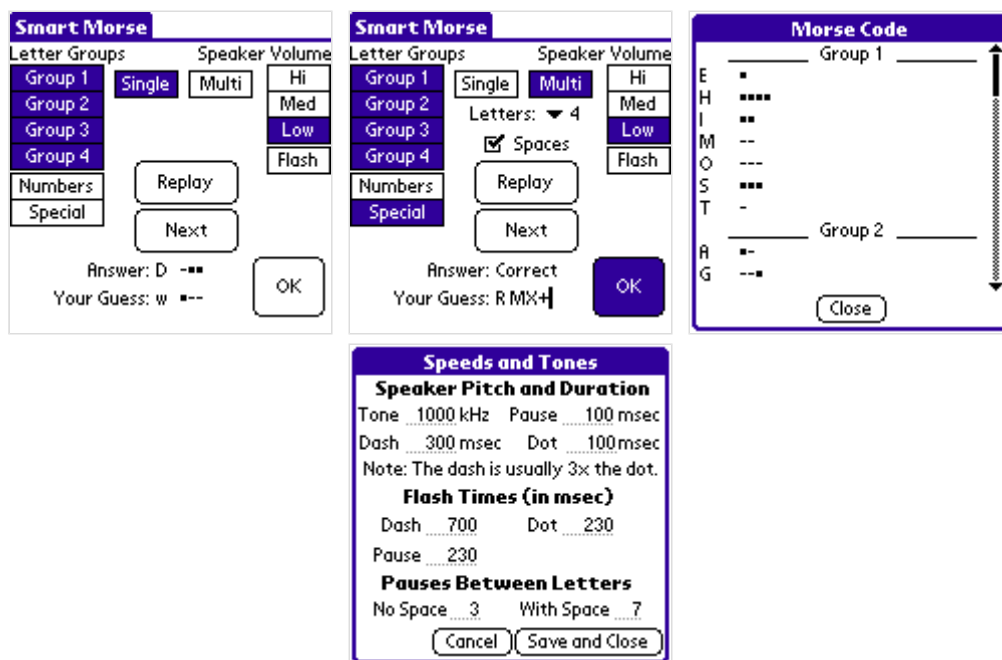 Smart Morse
Letter Groups Speaker Volume
Group 1 Single Multi Hi
Group 2 Med
Group 3 Low
Group 4 Flash
Numbers Replay
Special Next
Answer: D -▪▪
Your Guess: w ▪-- OK
Smart Morse
Letter Groups Speaker Volume
Group 1 Single Multi Hi
Group 2 Letters: 4 Med
Group 3 Spaces Low
Group 4 Flash
Numbers Replay
Special Next
Answer: Correct
Your Guess: R MX+ OK
Morse Code
Group 1
E ▪
H ▪▪▪▪
I ▪▪
M --
O ---
S ▪▪▪
T -
Group 2
A ▪-
G --▪
Close
Speeds and Tones
Speaker Pitch and Duration
Tone 1000 kHz Pause 100 msec
Dash 300 msec Dot 100 msec
Note: The dash is usually 3x the dot.
Flash Times (in msec)
Dash 700 Dot 230
Pause 230
Pauses Between Letters
No Space 3 With Space 7
Cancel Save and Close